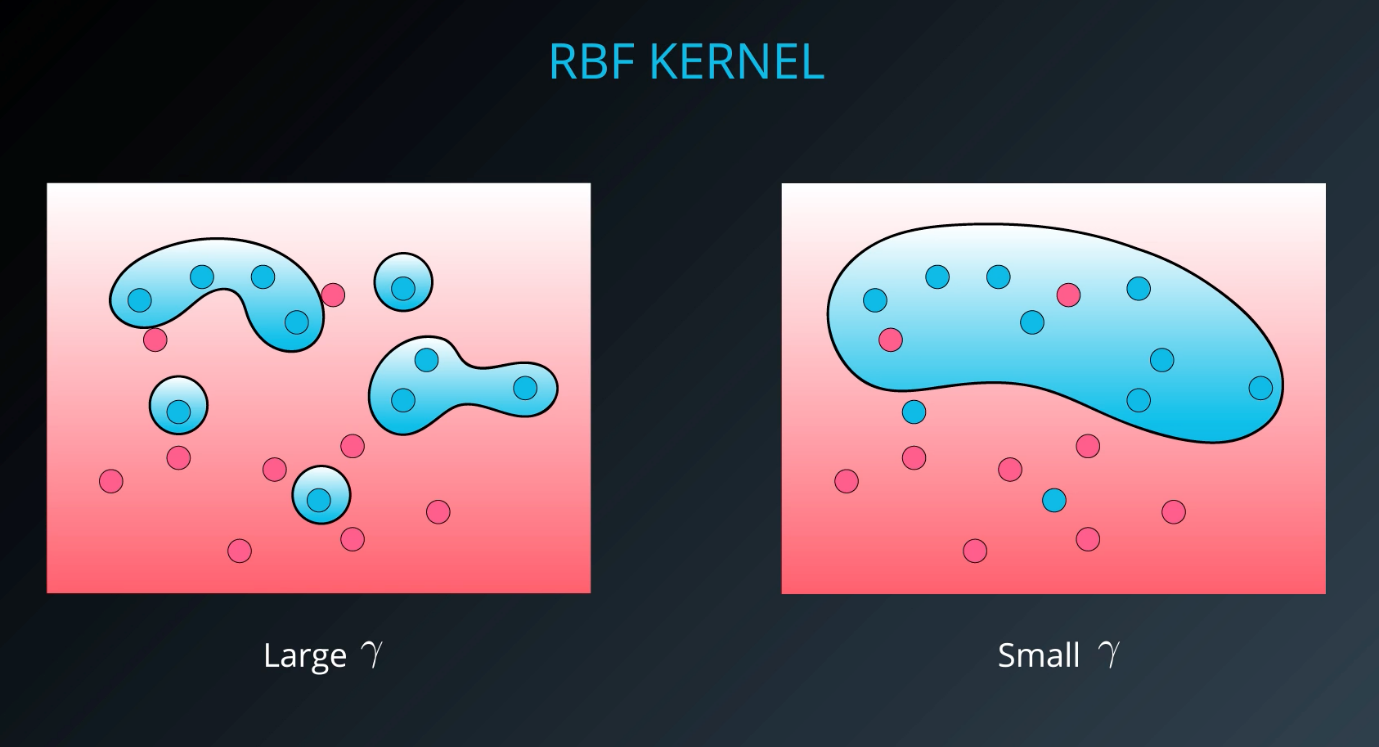 RBF KERNEL
Large γ
Small γ